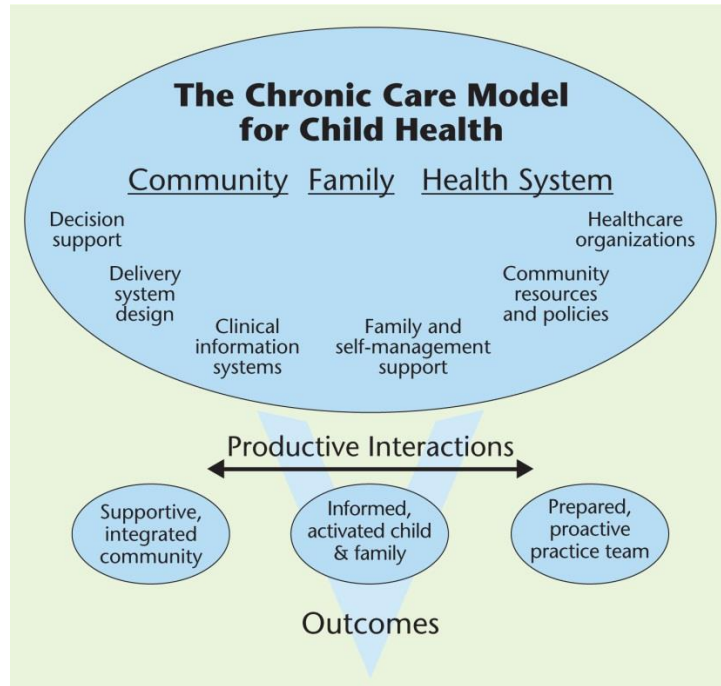 The Chronic Care Model
for Child Health
Community Family Health System
Decision
support
Delivery
system
design
Clinical
information
systems
Family and
self-management
support
Community
resources
and policies
Healthcare
organizations
Productive Interactions
Supportive,
integrated
community
Informed,
activated child
& family
Prepared,
proactive
practice team
Outcomes